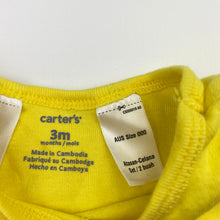 carter's
3m
months / mois
Made in Cambodia
Fabriqué au Cambodge
Hecho en Camboya
AUS Size 000